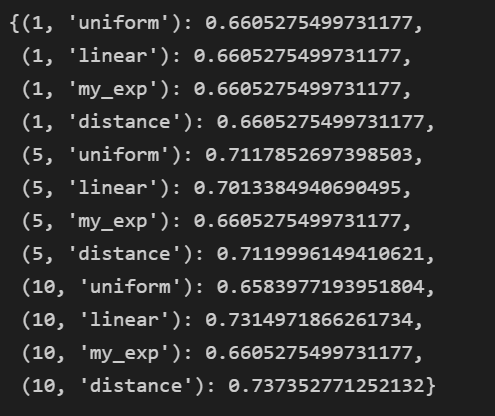 {(1, 'uniform'): 0.6605275499731177,
(1, 'linear'): 0.6605275499731177,
(1, 'my_exp'): 0.6605275499731177,
(1, 'distance'): 0.6605275499731177,
(5, 'uniform'): 0.7117852697398503,
(5, 'linear'): 0.7013384940690495,
(5, 'my_exp'): 0.6605275499731177,
(5, 'distance'): 0.7119996149410621,
(10, 'uniform'): 0.6583977193951804,
(10, 'linear'): 0.7314971866261734,
(10, 'my_exp'): 0.6605275499731177,
(10, 'distance'): 0.737352771252132}